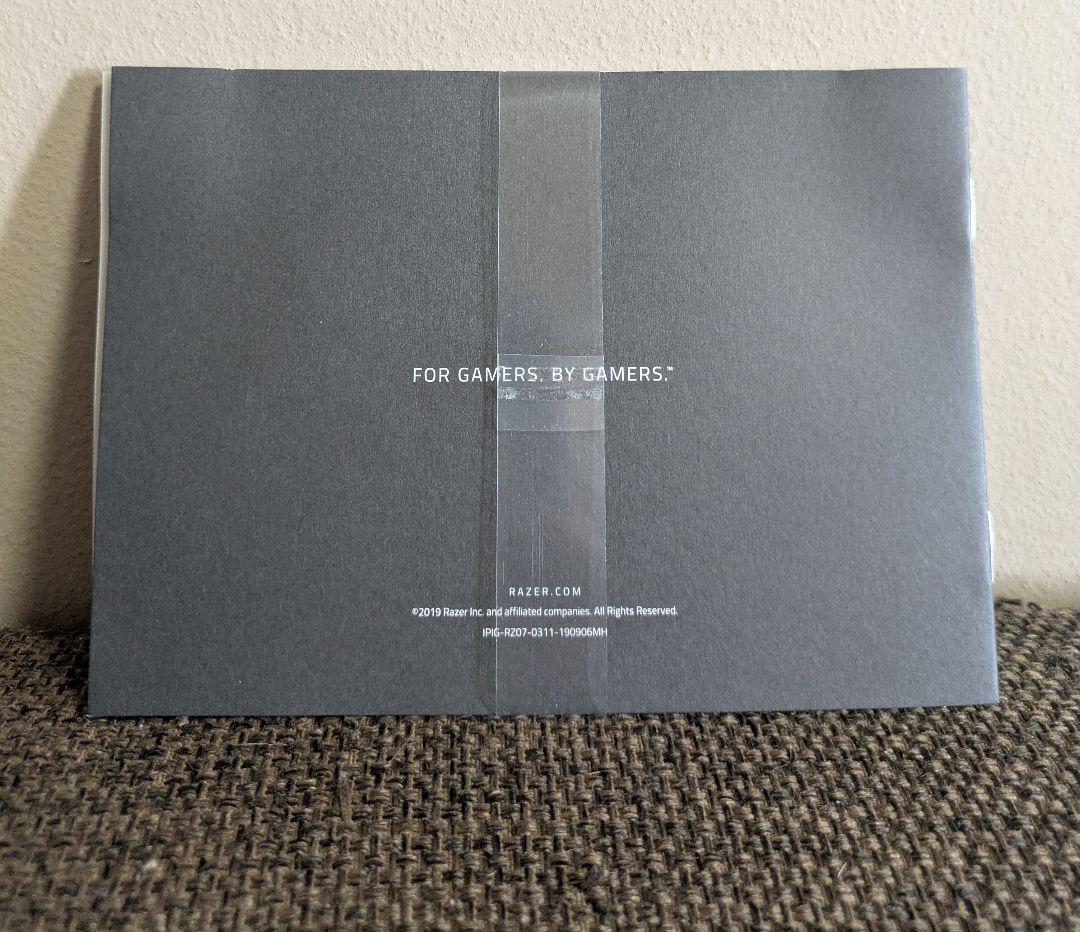 FOR GAMERS. BY GAMERS.™
RAZER.COM
©2019 Razer Inc. and affiliated companies. All Rights Reserved.
IPIG-RZ07-0311-190906MH